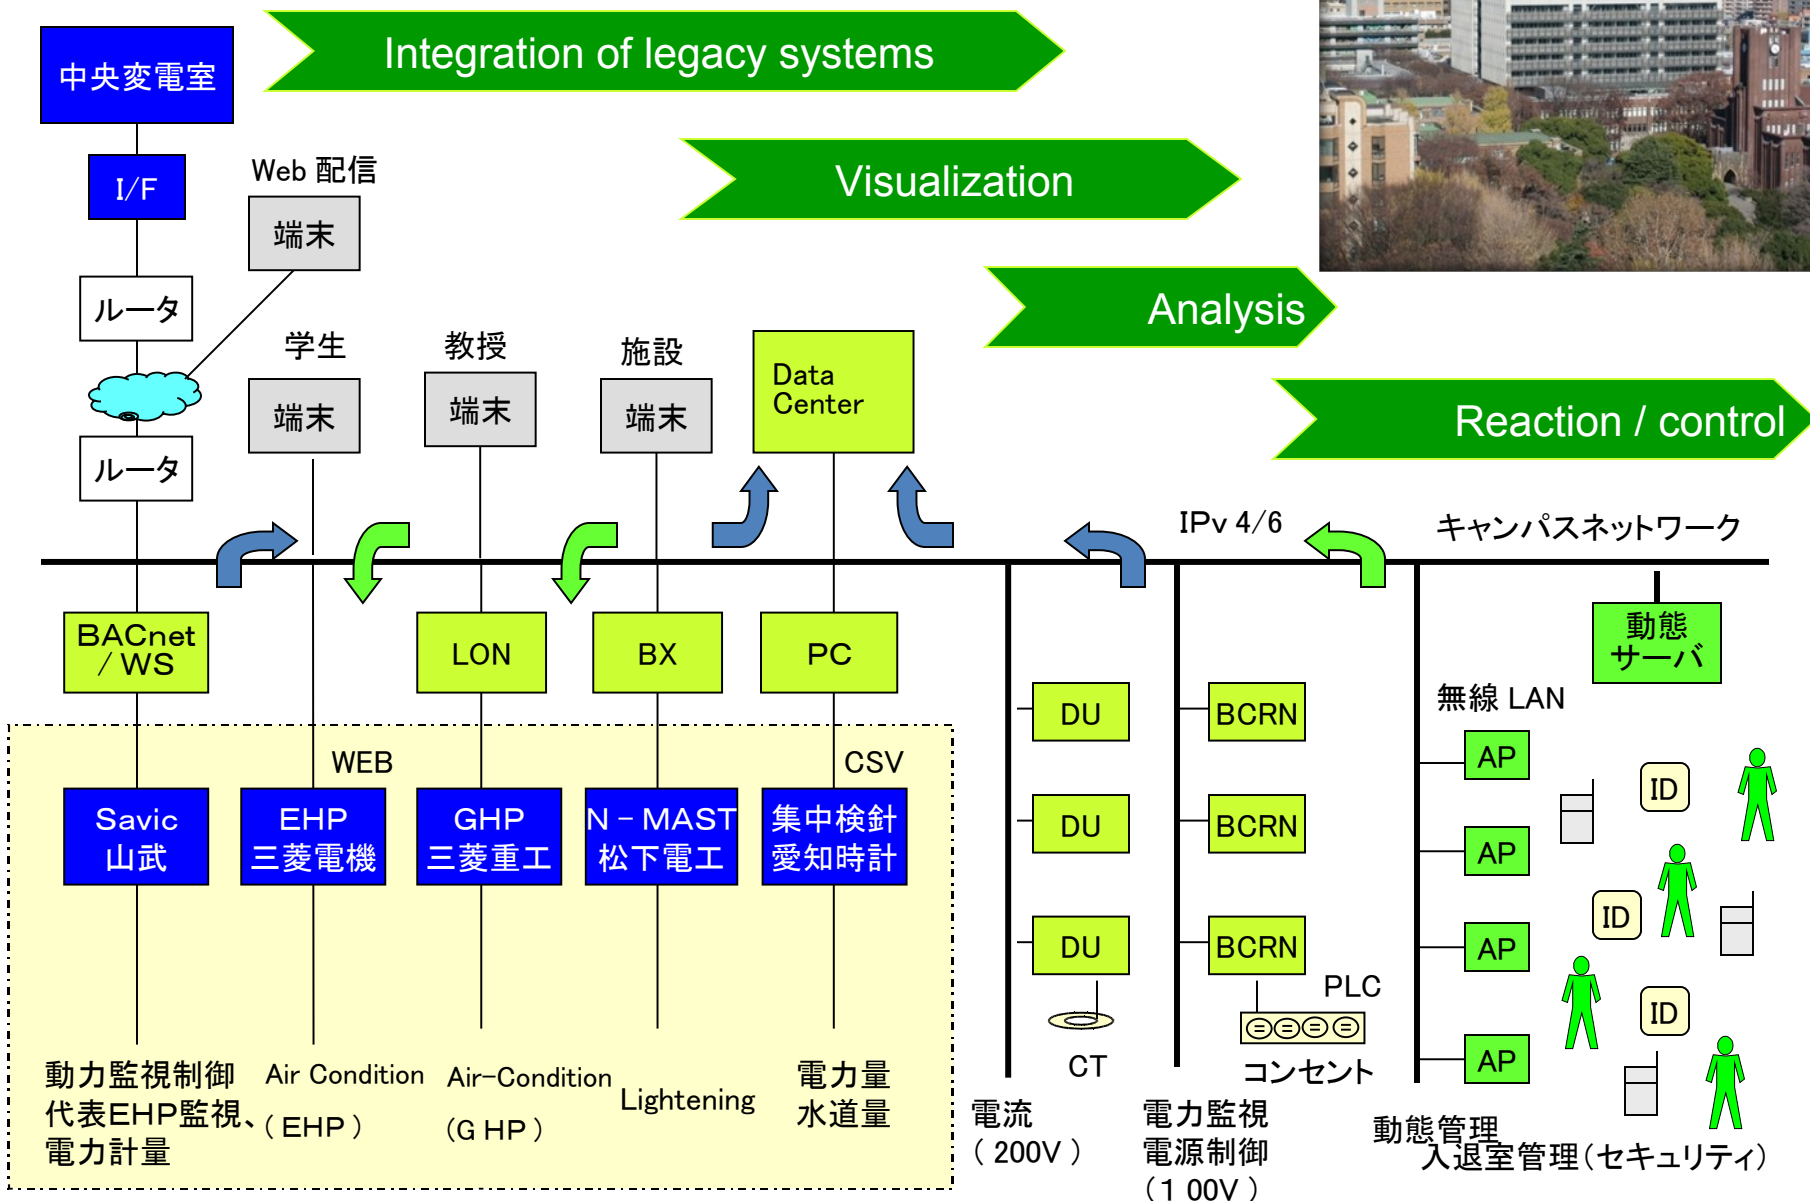 Integration of legacy systems
中央変電室
Visualization
I/F
Web 配信
端末
Analysis
ルータ
学生
教授
施設
Data
Center
端末
端末
端末
Reaction / control
ルータ
IPv 4/6
キャンパスネットワーク
BACnet
/ WS
LON
BX
PC
動態
サーバ
DU
BCRN
無線 LAN
AP
WEB
CSV
ID
Savic
山武
EHP
三菱電機
GHP
三菱重工
N－MAST
松下電工
集中検針
愛知時計
DU
BCRN
AP
ID
DU
BCRN
AP
PLC
ID
CT
コンセント
AP
動力監視制御
代表EHP監視、
電力計量
Air Condition
( EHP )
Air-Condition
(G HP )
Lightening
電力量
水道量
電流
( 200V )
電力監視
電源制御
(1 00V )
動態管理
入退室管理(セキュリティ)